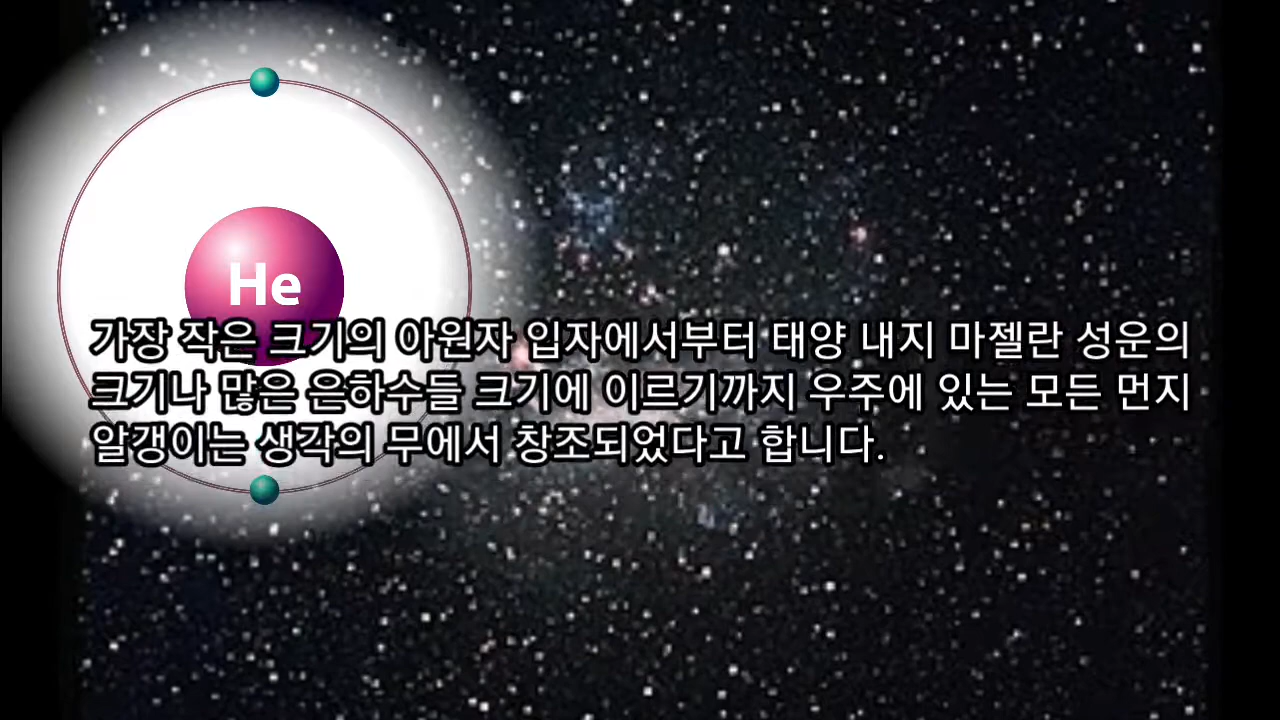 He
가장 작은 크기의 아원자 입자에서부터 태양 내지 마젤란 성운의
크기나 많은 은하수들 크기에 이르기까지 우주에 있는 모든 먼지
알갱이는 생각의 무에서 창조되었다고 합니다.